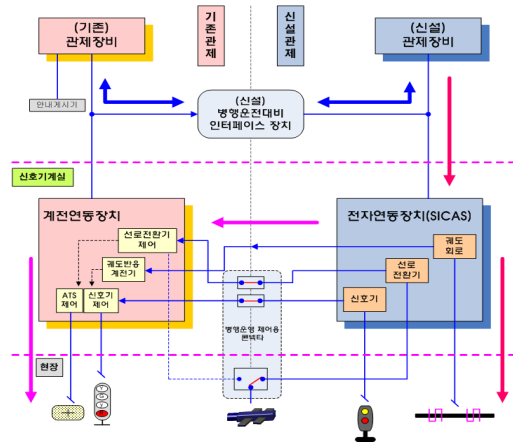 (기존)
관제장비
기존관제
신설관제
(신설)
관제장비
안내게시기
(신설)
병행운전대비
인터페이스 장치
신호기계실
계전연동장치
전자연동장치(SICAS)
선로전환기
제어
궤도
회로
궤도반응
계전기
선로
전환기
ATS
제어
신호기
제어
신호기
병행운영 제어용
콘넥타
현장